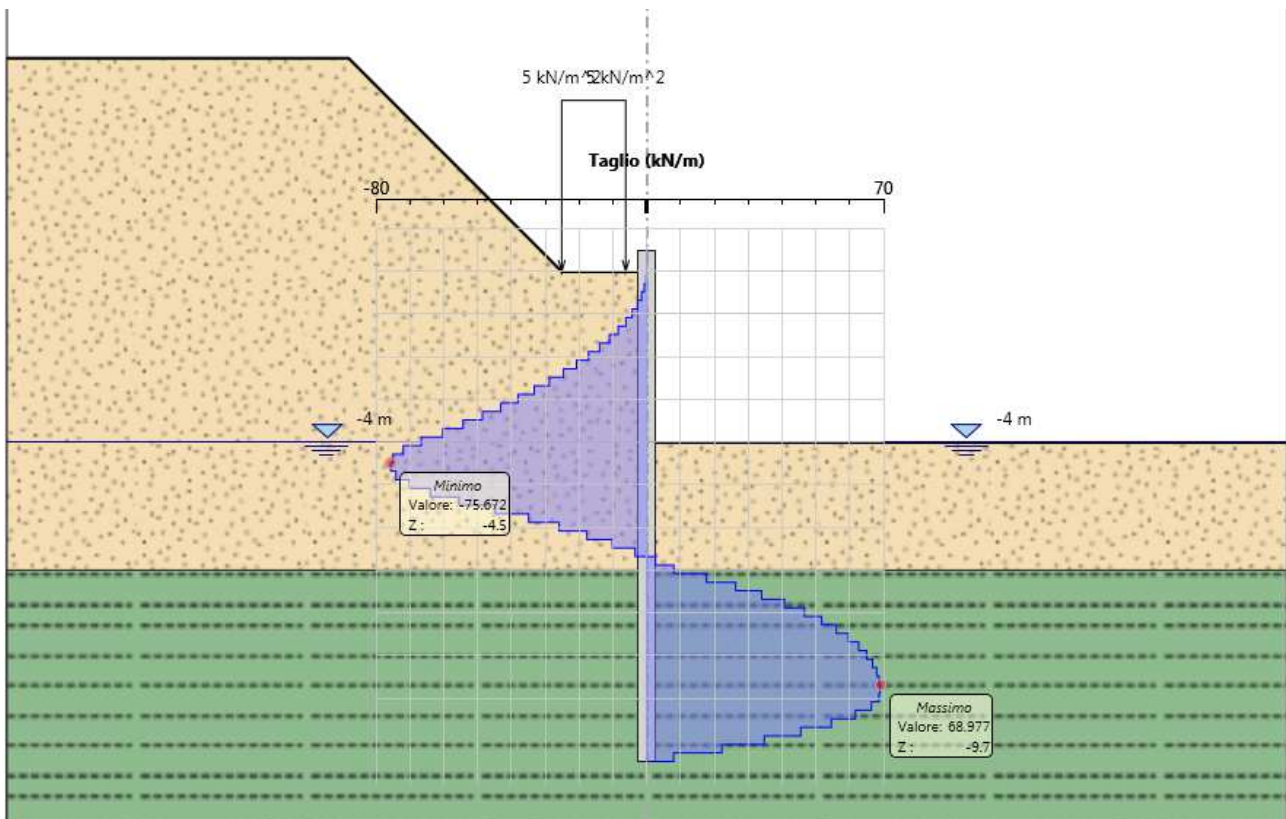 5 kN/m^2 5 kN/m^2
Taglio (kN/m)
-80
70
-4 m
-4 m
Minimo
Valore: -75.672
Z : -4.5
Massimo
Valore: 68.977
Z : -9.7